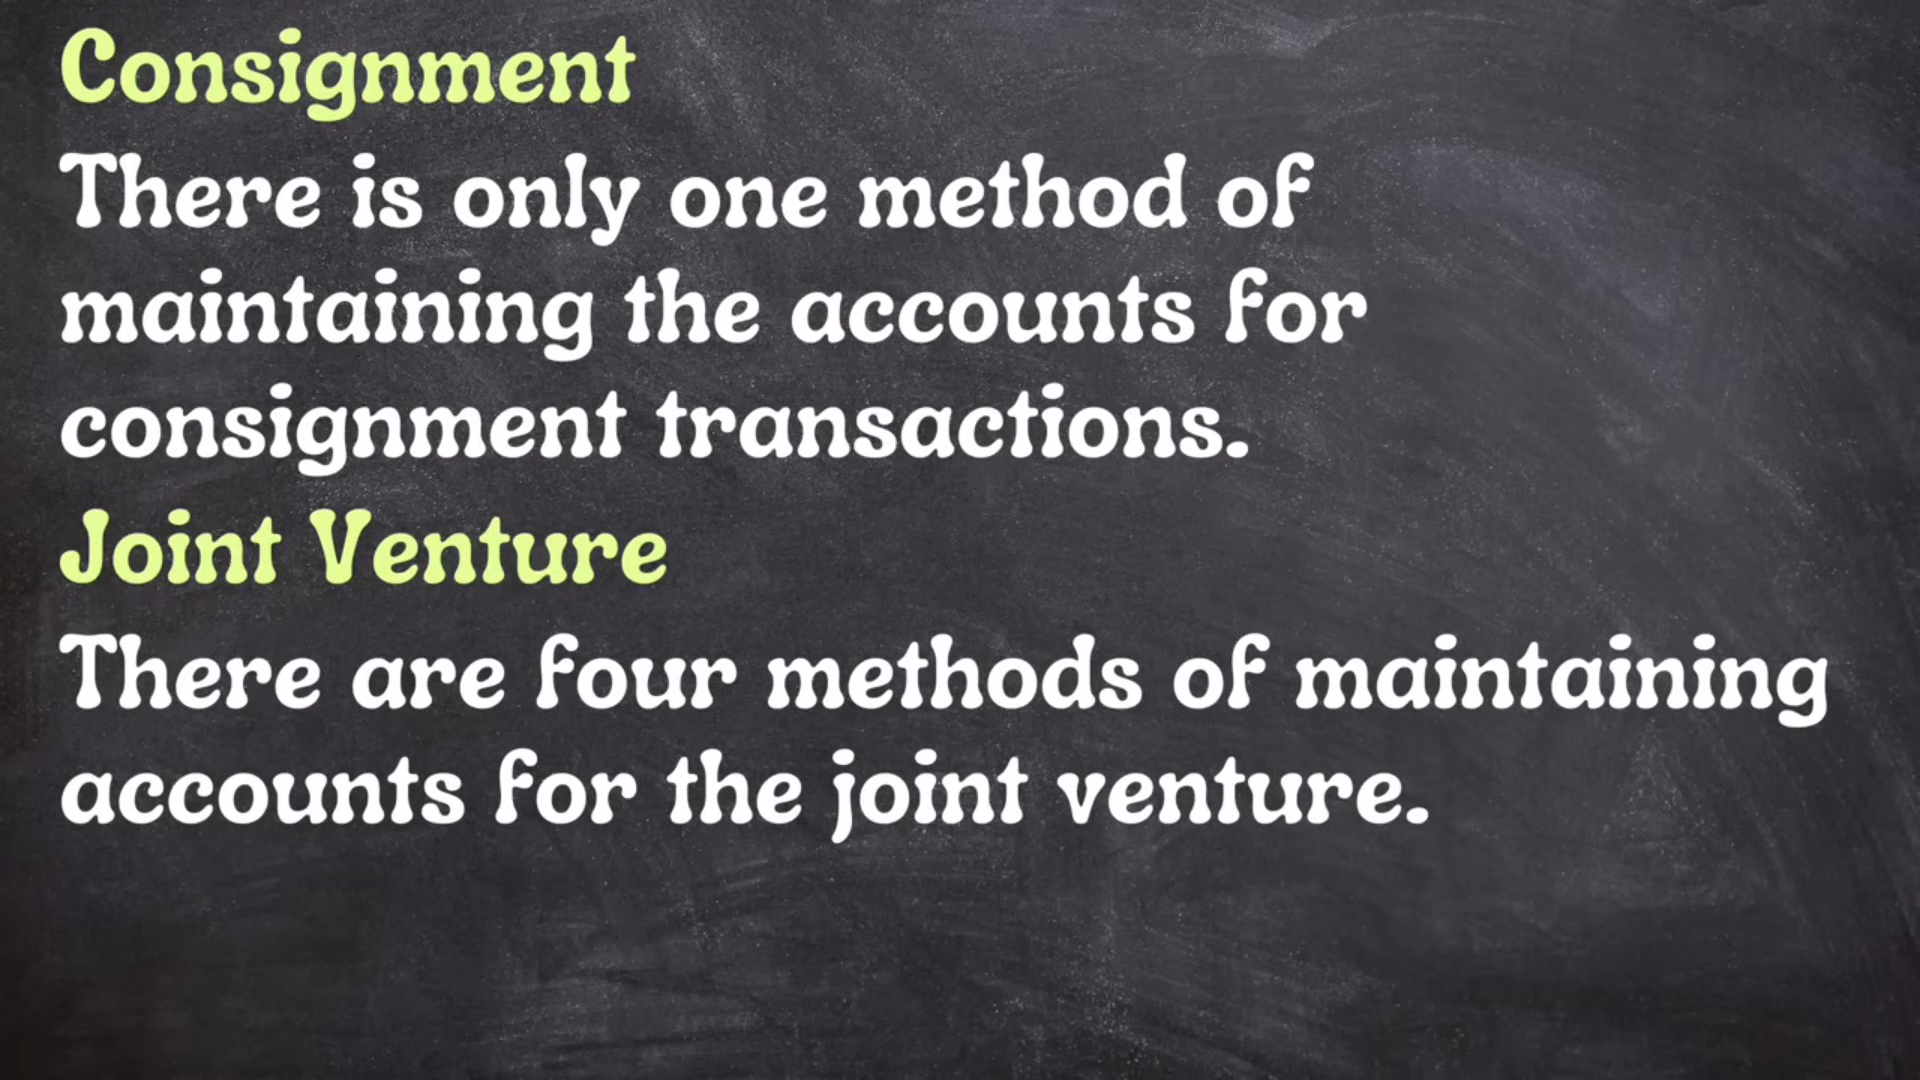 Consignment
There is only one method of
maintaining the accounts for
consignment transactions.
Joint Venture
There are four methods of maintaining
accounts for the joint venture.